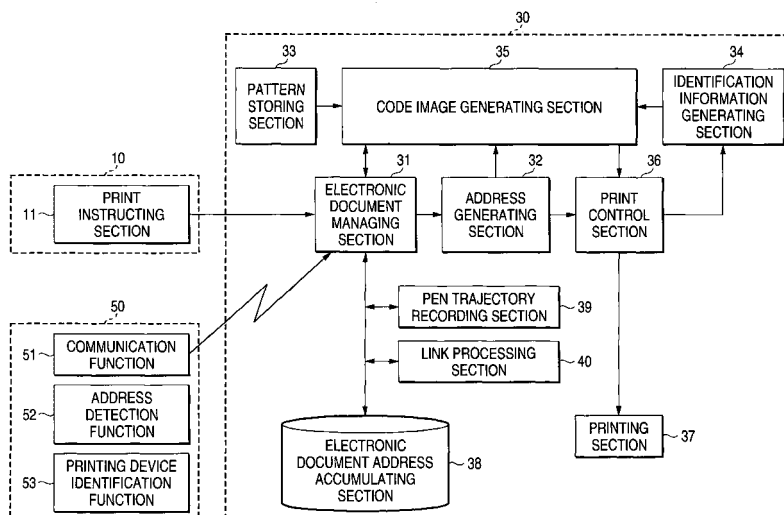 30
33
PATTERN
STORING
SECTION
35
CODE IMAGE GENERATING SECTION
34
IDENTIFICATION
INFORMATION
GENERATING
SECTION
10
11
PRINT
INSTRUCTING
SECTION
31
ELECTRONIC
DOCUMENT
MANAGING
SECTION
32
ADDRESS
GENERATING
SECTION
36
PRINT
CONTROL
SECTION
PEN TRAJECTORY
RECORDING SECTION
39
LINK PROCESSING
SECTION
40
50
51
COMMUNICATION
FUNCTION
52
ADDRESS
DETECTION
FUNCTION
53
PRINTING DEVICE
IDENTIFICATION
FUNCTION
ELECTRONIC
DOCUMENT ADDRESS
ACCUMULATING
SECTION
38
PRINTING
SECTION
37